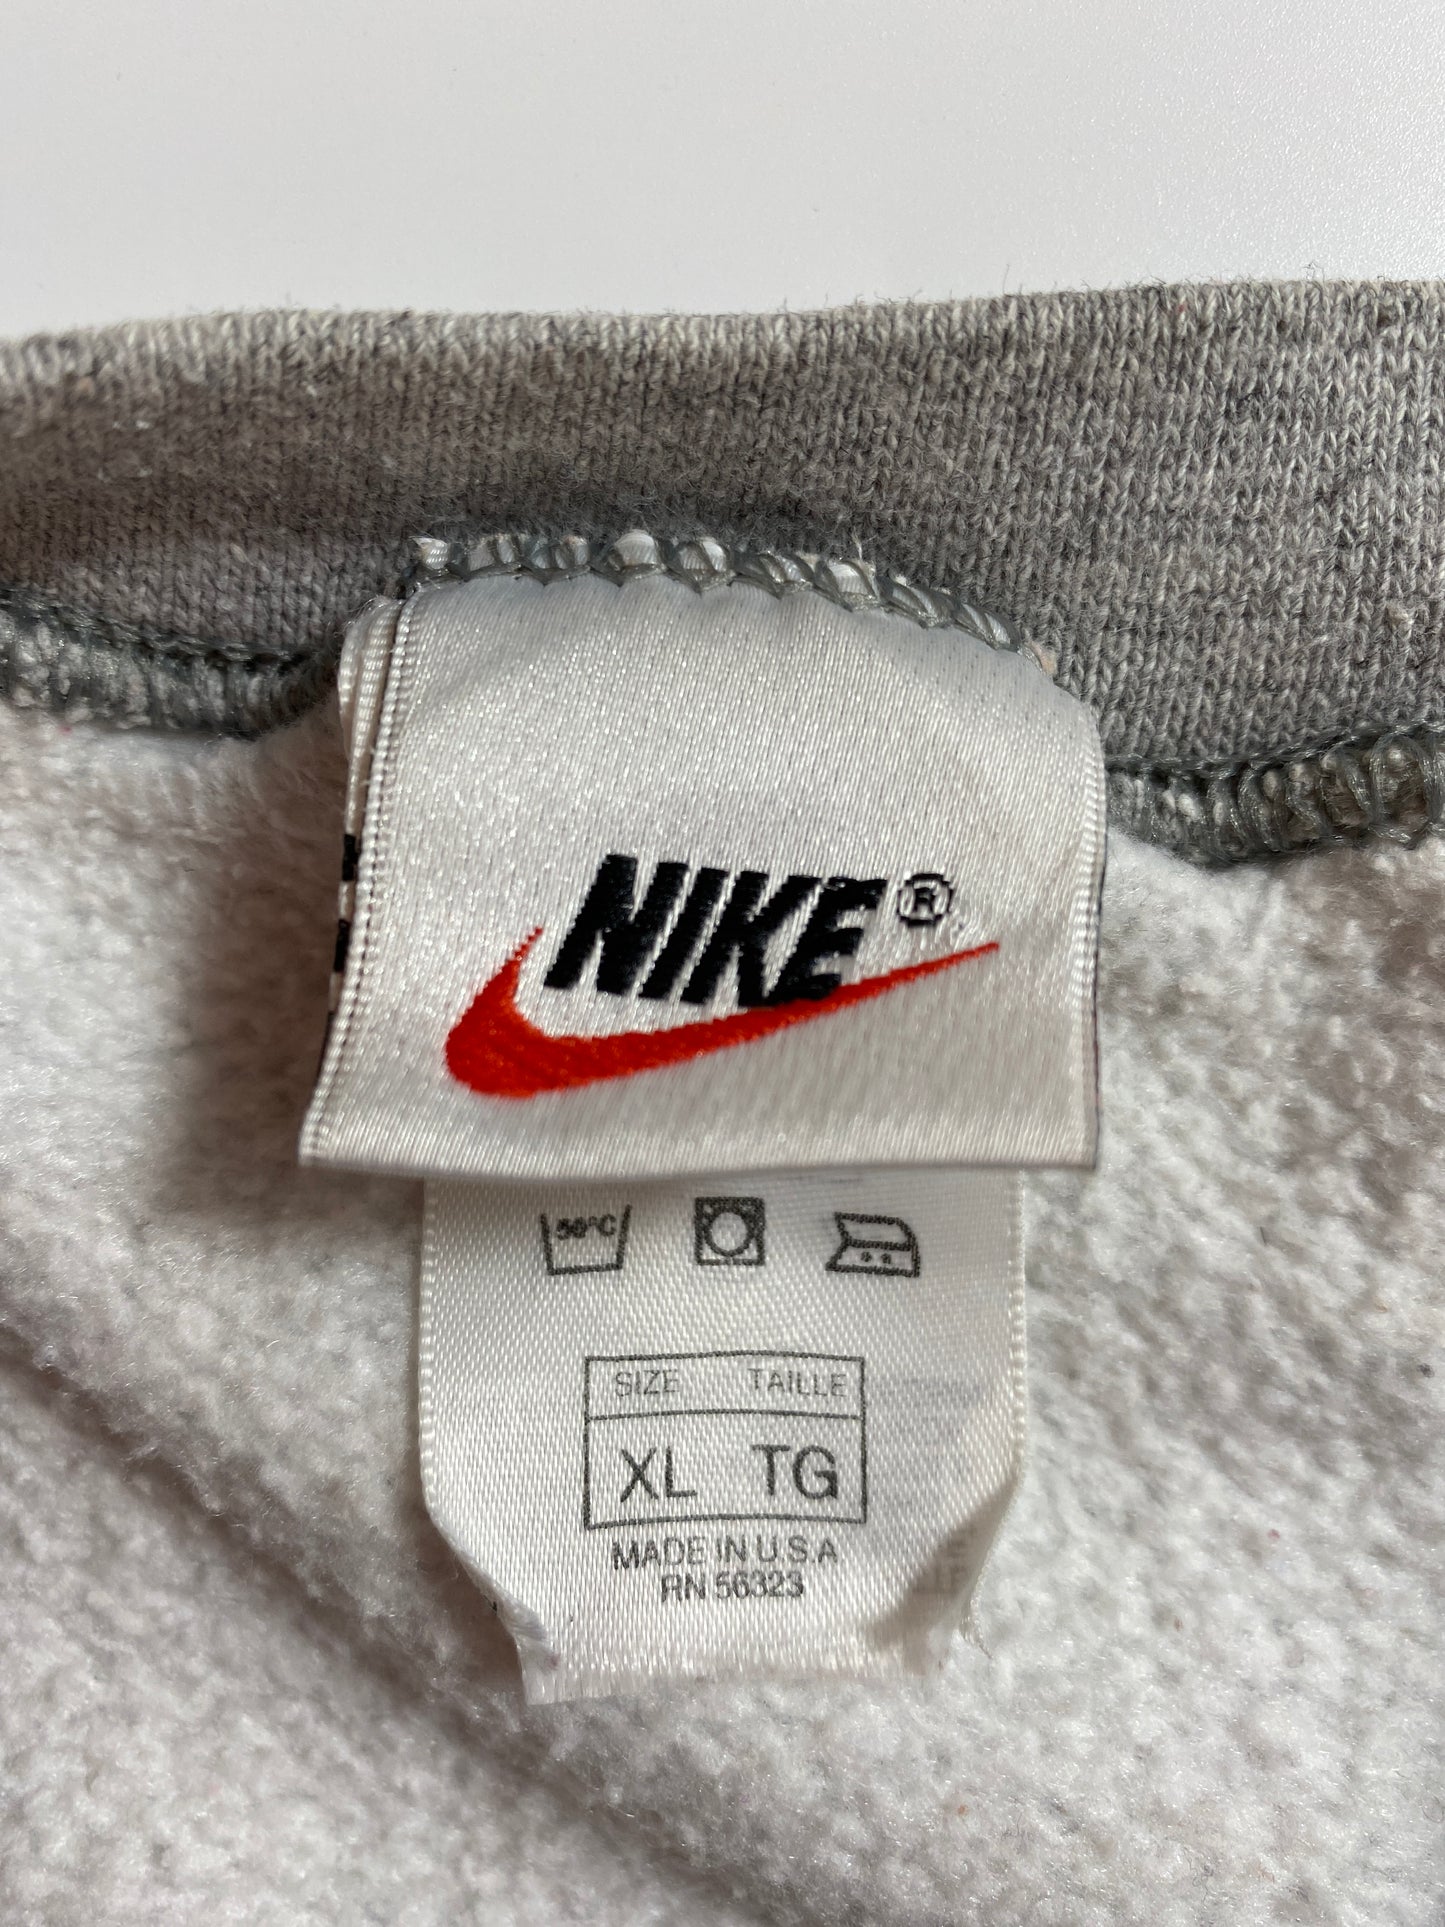 NIKE®
50°C
SIZE TAILLE
XL TG
MADE IN U.S.A
RN 56323